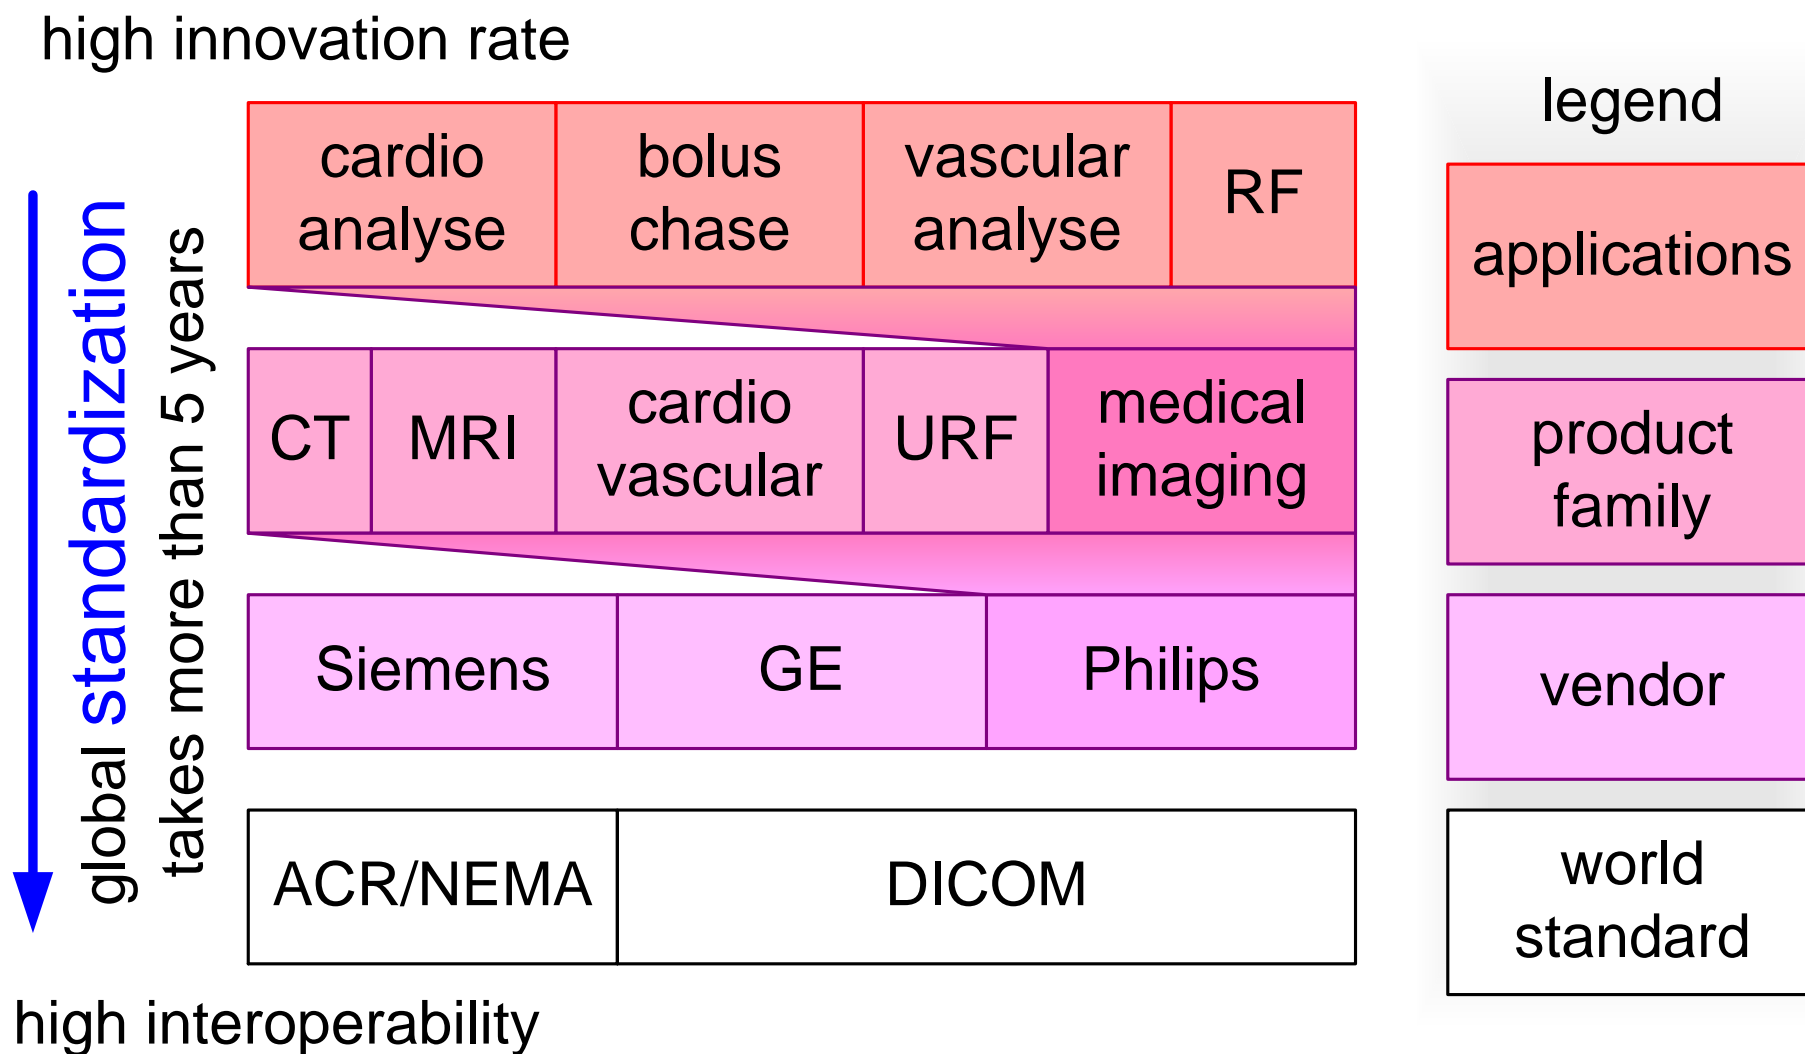 high innovation rate
legend
cardio
analyse
bolus
chase
vascular
analyse
RF
applications
global standardization
takes more than 5 years
CT
MRI
cardio
vascular
URF
medical
imaging
product
family
Siemens
GE
Philips
vendor
ACR/NEMA
DICOM
world
standard
high interoperability